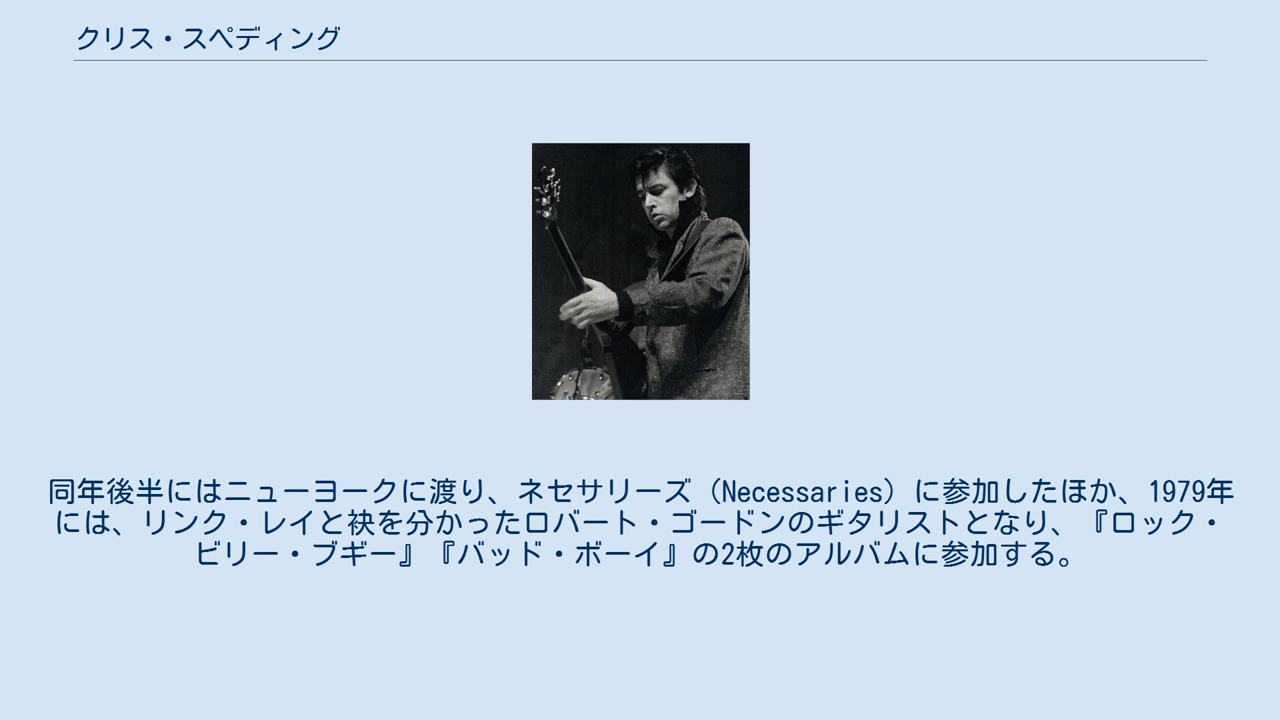 クリス・スペディング
同年後半にはニューヨークに渡り、ネセサリーズ（Necessaries）に参加したほか、1979年
には、リンク・レイと袂を分かったロバート・ゴードンのギタリストとなり、『ロック・
ビリー・ブギー』『バッド・ボーイ』の2枚のアルバムに参加する。